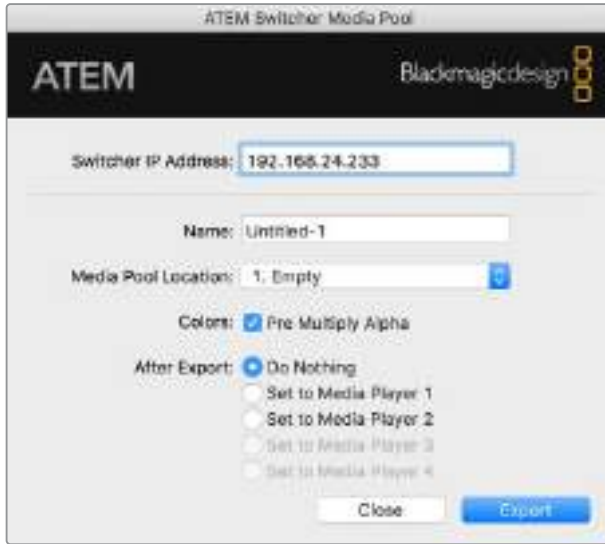 ATEM Switcher Media Pool
ATEM
Blackmagicdesign
Switcher IP Address: 192.168.24.233
Name: Untitled-1
Media Pool Location: 1. Empty
Colors: Pre Multiply Alpha
After Export: Do Nothing
Set to Media Player 1
Set to Media Player 2
Set to Media Player 3
Set to Media Player 4
Close Export